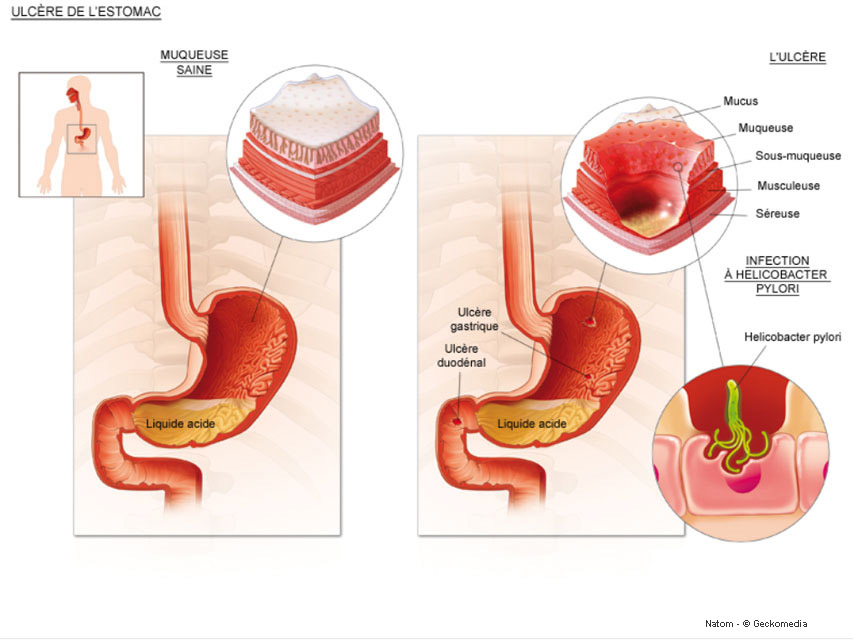 ULCÈRE DE L'ESTOMAC
MUQUEUSE
SAINE
L'ULCÈRE
Mucus
Muqueuse
Sous-muqueuse
Musculeuse
Séreuse
INFECTION
À HELICOBACTER
PYLORI
Ulcère
gastrique
Ulcère
duodénal
Helicobacter pylori
Liquide acide
Liquide acide
Natom - © Geckomedia